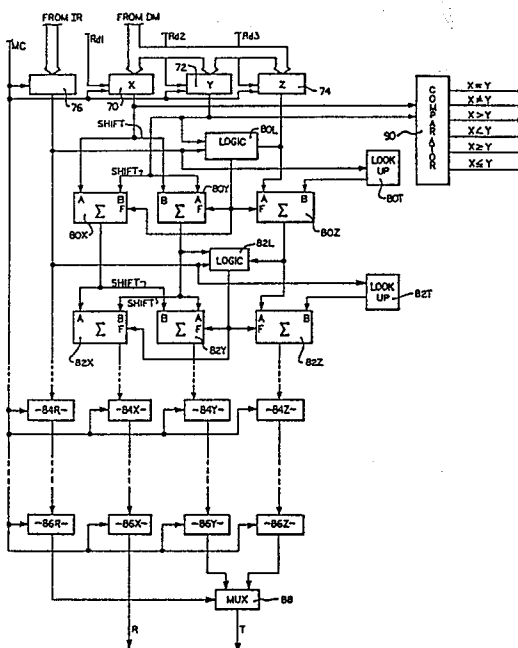 FROM IR FROM DM
MC Rd1 Rd2 Rd3
72
X Y Z
76 70 74
COMPARATOR
90
X=Y
X≠Y
X>Y
X<Y
X≥Y
X≤Y
SHIFT
LOGIC 80L
SHIFT
80Y
LOOK UP
A B F B A F A F B
Σ Σ Σ
80X 80Z 80T
82L
LOGIC
SHIFT
SHIFT
LOOK UP
82T
A B F B A F A B F
Σ Σ Σ
82X 82Y 82Z
~84R~ ~84X~ ~84Y~ ~84Z~
~86R~ ~86X~ ~86Y~ ~86Z~
MUX 88
R T